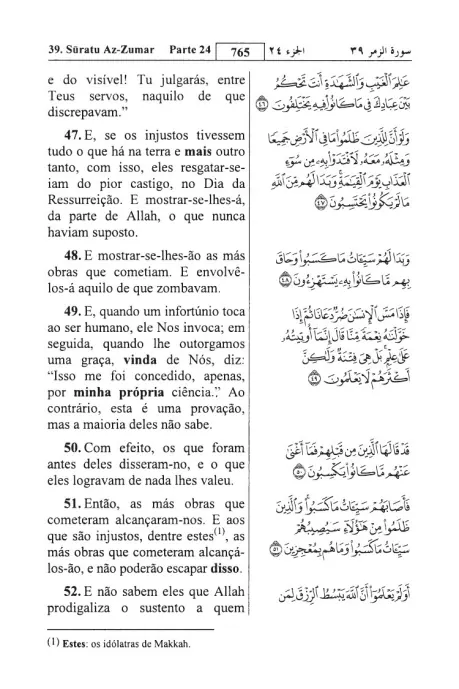 39. Sūratu Az-Zumar Parte 24 765 الجزء ٢٤ سورة الزمر ٣٩
e do visível! Tu julgarás, entre
Teus servos, naquilo de que
discrepavam.”
47. E, se os injustos tivessem
tudo o que há na terra e mais outro
tanto, com isso, eles resgatar-se-
iam do pior castigo, no Dia da
Ressurreição. E mostrar-se-lhes-á,
da parte de Allah, o que nunca
haviam suposto.
48. E mostrar-se-lhes-ão as más
obras que cometiam. E envolvê-
los-á aquilo de que zombavam.
49. E, quando um infortúnio toca
ao ser humano, ele Nos invoca; em
seguida, quando lhe outorgamos
uma graça, vinda de Nós, diz:
“Isso me foi concedido, apenas,
por minha própria ciência.” Ao
contrário, esta é uma provação,
mas a maioria deles não sabe.
50. Com efeito, os que foram
antes deles disseram-no, e o que
eles logravam de nada lhes valeu.
51. Então, as más obras que
cometeram alcançaram-nos. E aos
que são injustos, dentre estes(1), as
más obras que cometeram alcançá-
los-ão, e não poderão escapar disso.
52. E não sabem eles que Allah
prodigaliza o sustento a quem
عَٰلِمَ ٱلْغَيْبِ وَٱلشَّهَٰدَةِ أَنتَ تَحْكُمُ
بَيْنَ عِبَادِكَ فِي مَا كَانُوا۟ فِيهِ يَخْتَلِفُونَ ٤٦
وَلَوْ أَنَّ لِلَّذِينَ ظَلَمُوا۟ مَا فِي ٱلْأَرْضِ جَمِيعًا
وَمِثْلَهُۥ مَعَهُۥ لَٱفْتَدَوْا۟ بِهِۦ مِن سُوٓءِ
ٱلْعَذَابِ يَوْمَ ٱلْقِيَٰمَةِ وَبَدَا لَهُم مِّنَ ٱللَّهِ
مَا لَمْ يَكُونُوا۟ يَحْتَسِبُونَ ٤٧
وَبَدَا لَهُمْ سَيِّـَٔاتُ مَا كَسَبُوا۟ وَحَاقَ
بِهِم مَّا كَانُوا۟ بِهِۦ يَسْتَهْزِءُونَ ٤٨
فَإِذَا مَسَّ ٱلْإِنسَٰنَ ضُرٌّ دَعَانَا ثُمَّ إِذَا
خَوَّلْنَٰهُ نِعْمَةً مِّنَّا قَالَ إِنَّمَآ أُوتِيتُهُۥ
عَلَىٰ عِلْمٍۭ بَلْ هِيَ فِتْنَةٌ وَلَٰكِنَّ
أَكْثَرَهُمْ لَا يَعْلَمُونَ ٤٩
قَدْ قَالَهَا ٱلَّذِينَ مِن قَبْلِهِمْ فَمَآ أَغْنَىٰ
عَنْهُم مَّا كَانُوا۟ يَكْسِبُونَ ٥٠
فَأَصَابَهُمْ سَيِّـَٔاتُ مَا كَسَبُوا۟ وَٱلَّذِينَ
ظَلَمُوا۟ مِنْ هَٰٓؤُلَآءِ سَيُصِيبُهُمْ
سَيِّـَٔاتُ مَا كَسَبُوا۟ وَمَا هُم بِمُعْجِزِينَ ٥١
أَوَلَمْ يَعْلَمُوٓا۟ أَنَّ ٱللَّهَ يَبْسُطُ ٱلرِّزْقَ لِمَن
(1) Estes: os idólatras de Makkah.